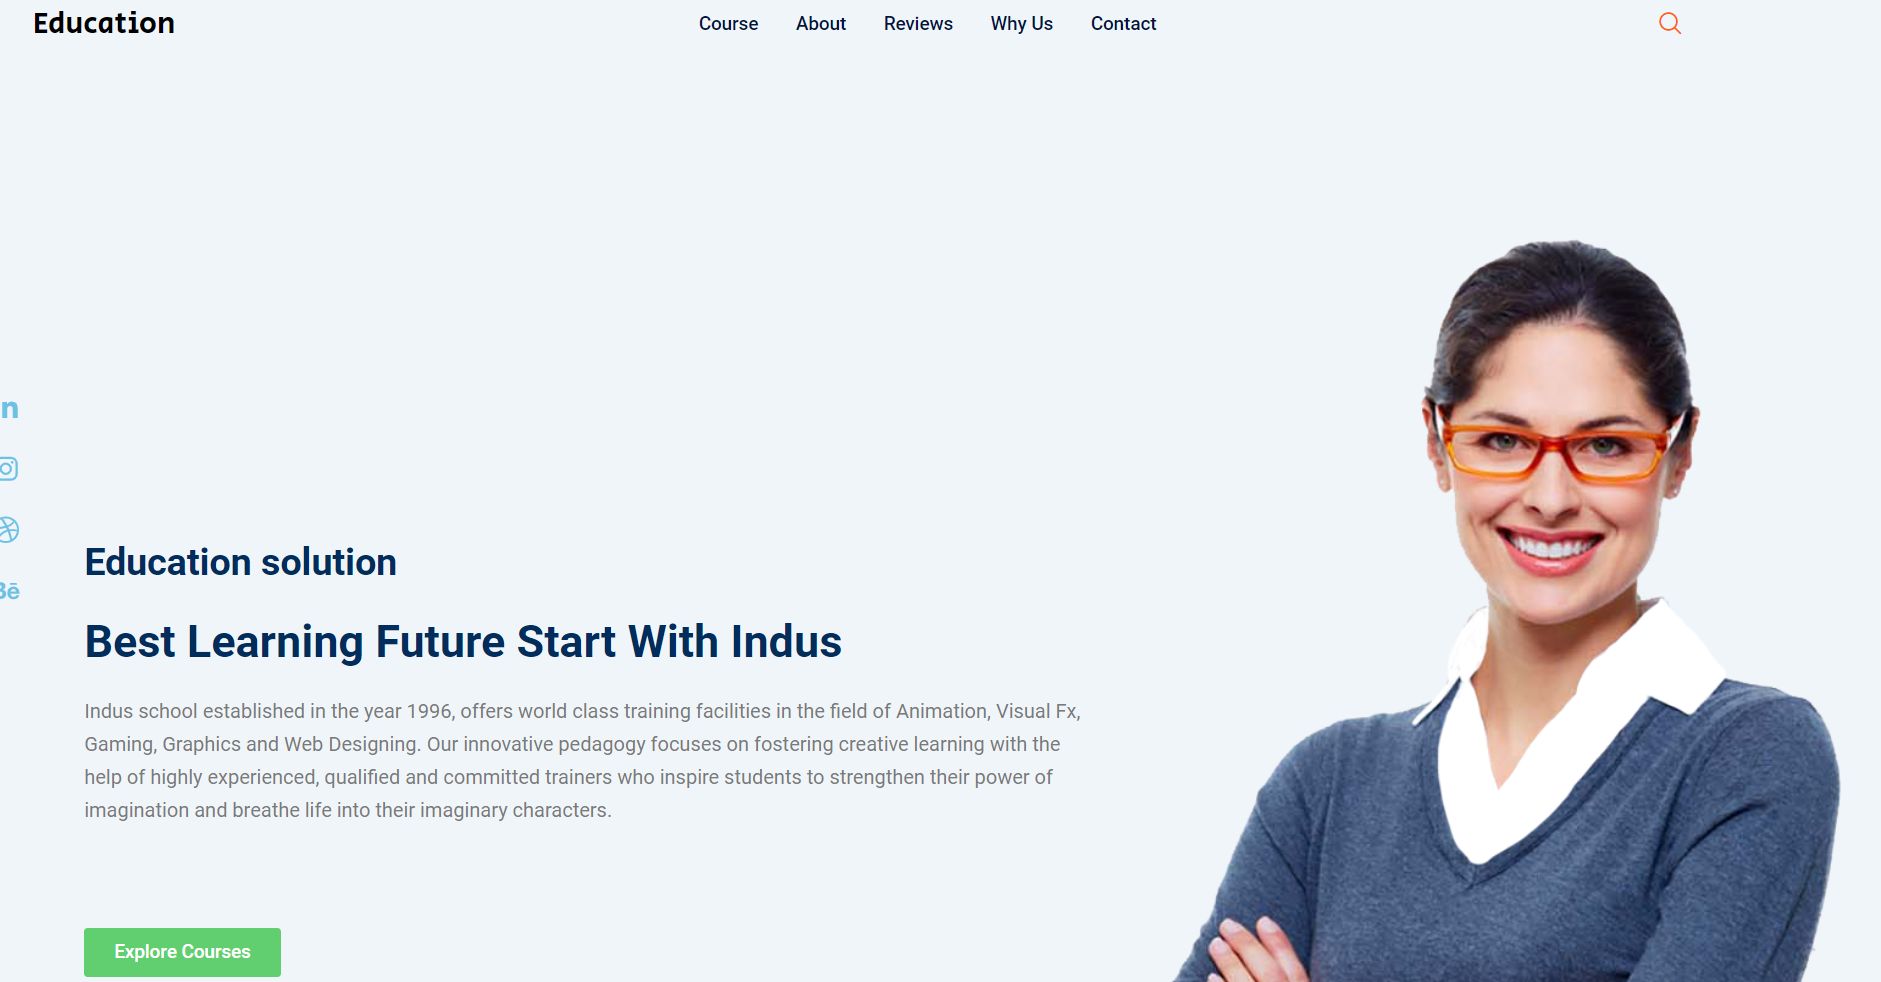 Education
Course About Reviews Why Us Contact
in
Education solution
Bē
Best Learning Future Start With Indus
Indus school established in the year 1996, offers world class training facilities in the field of Animation, Visual Fx,
Gaming, Graphics and Web Designing. Our innovative pedagogy focuses on fostering creative learning with the
help of highly experienced, qualified and committed trainers who inspire students to strengthen their power of
imagination and breathe life into their imaginary characters.
Explore Courses